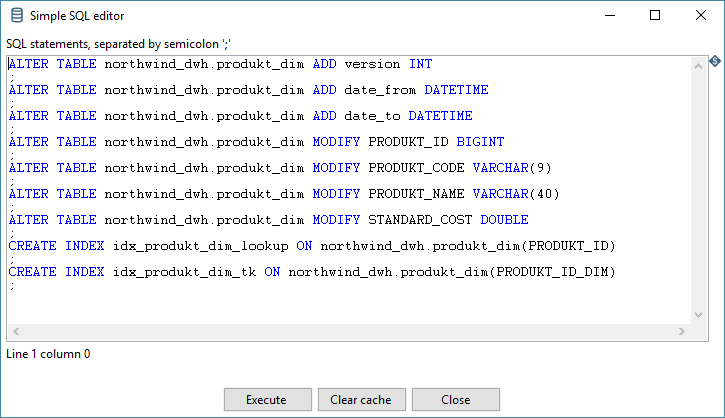 Simple SQL editor
SQL statements, separated by semicolon ';'
ALTER TABLE northwind_dwh.produkt_dim ADD version INT
;
ALTER TABLE northwind_dwh.produkt_dim ADD date_from DATETIME
;
ALTER TABLE northwind_dwh.produkt_dim ADD date_to DATETIME
;
ALTER TABLE northwind_dwh.produkt_dim MODIFY PRODUKT_ID BIGINT
;
ALTER TABLE northwind_dwh.produkt_dim MODIFY PRODUKT_CODE VARCHAR(9)
;
ALTER TABLE northwind_dwh.produkt_dim MODIFY PRODUKT_NAME VARCHAR(40)
;
ALTER TABLE northwind_dwh.produkt_dim MODIFY STANDARD_COST DOUBLE
;
CREATE INDEX idx_produkt_dim_lookup ON northwind_dwh.produkt_dim(PRODUKT_ID)
;
CREATE INDEX idx_produkt_dim_tk ON northwind_dwh.produkt_dim(PRODUKT_ID_DIM)
;
Line 1 column 0
Execute Clear cache Close